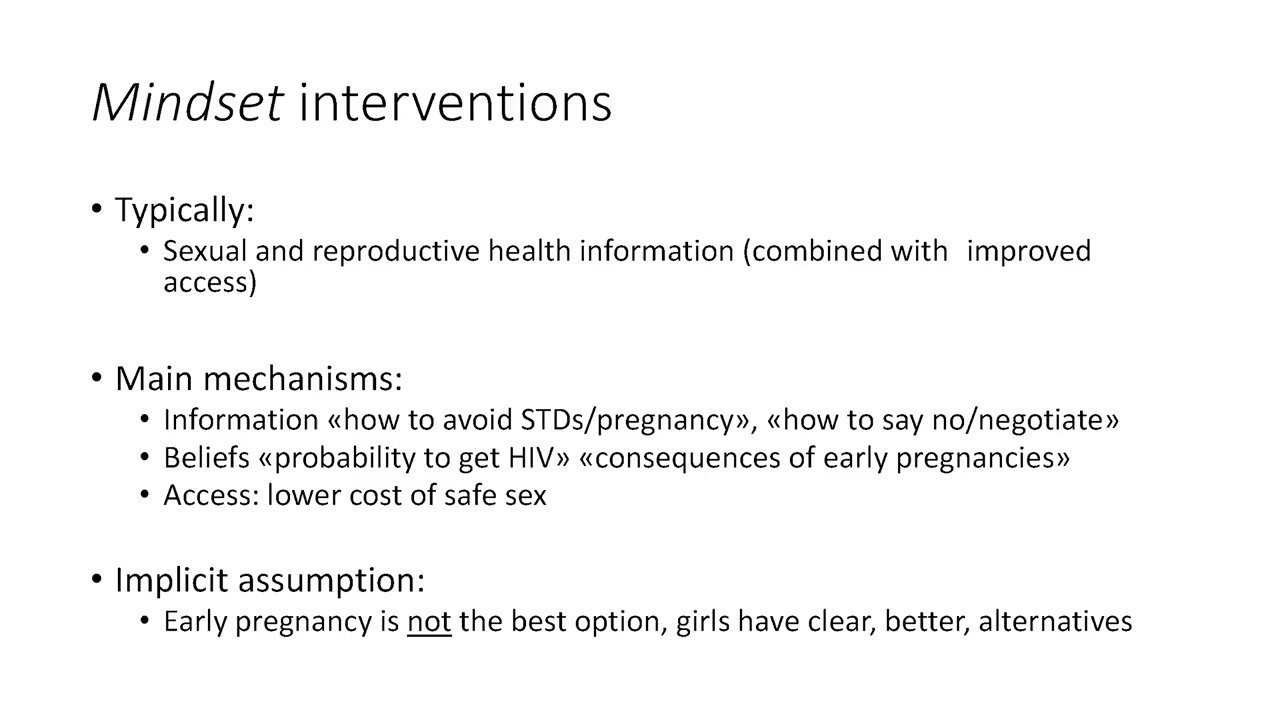 Mindset interventions
• Typically:
• Sexual and reproductive health information (combined with improved
access)
• Main mechanisms:
• Information «how to avoid STDs/pregnancy», «how to say no/negotiate»
• Beliefs «probability to get HIV» «consequences of early pregnancies»
• Access: lower cost of safe sex
• Implicit assumption:
• Early pregnancy is not the best option, girls have clear, better, alternatives